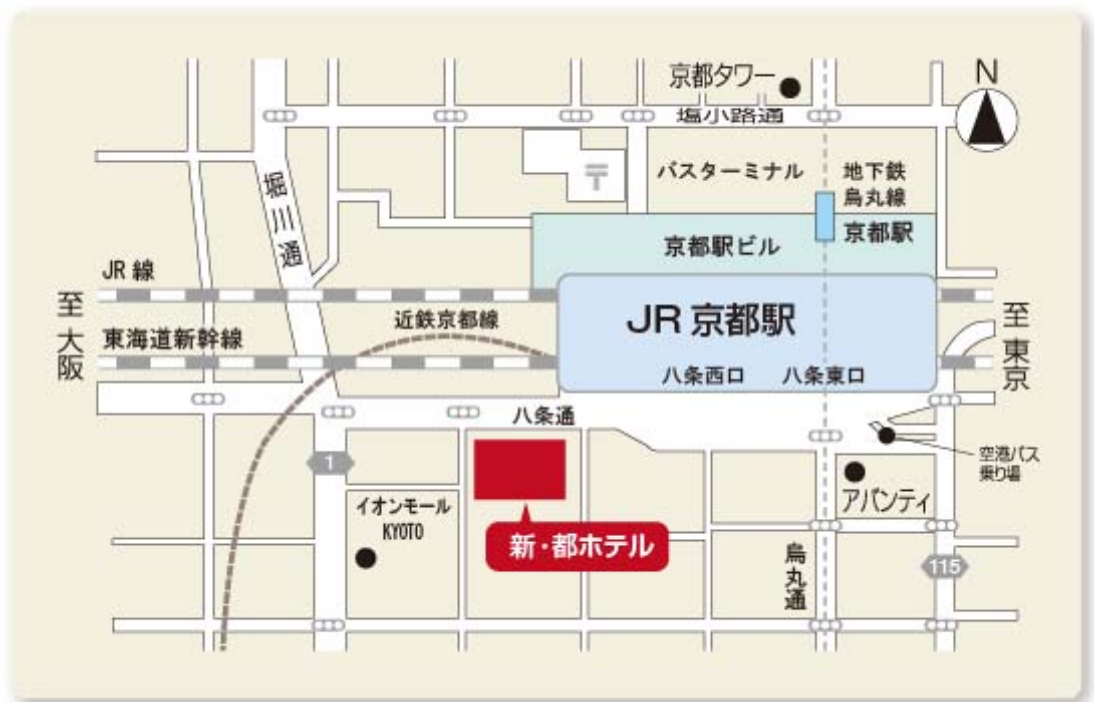 京都タワー
N
塩小路通
バスターミナル
地下鉄
烏丸線
京都駅
〒
堀川通
京都駅ビル
JR 線
至大阪
近鉄京都線
JR 京都駅
至東京
東海道新幹線
八条西口
八条東口
八条通
1
空港バス
乗り場
イオンモール
KYOTO
アバンティ
新・都ホテル
烏丸通
115